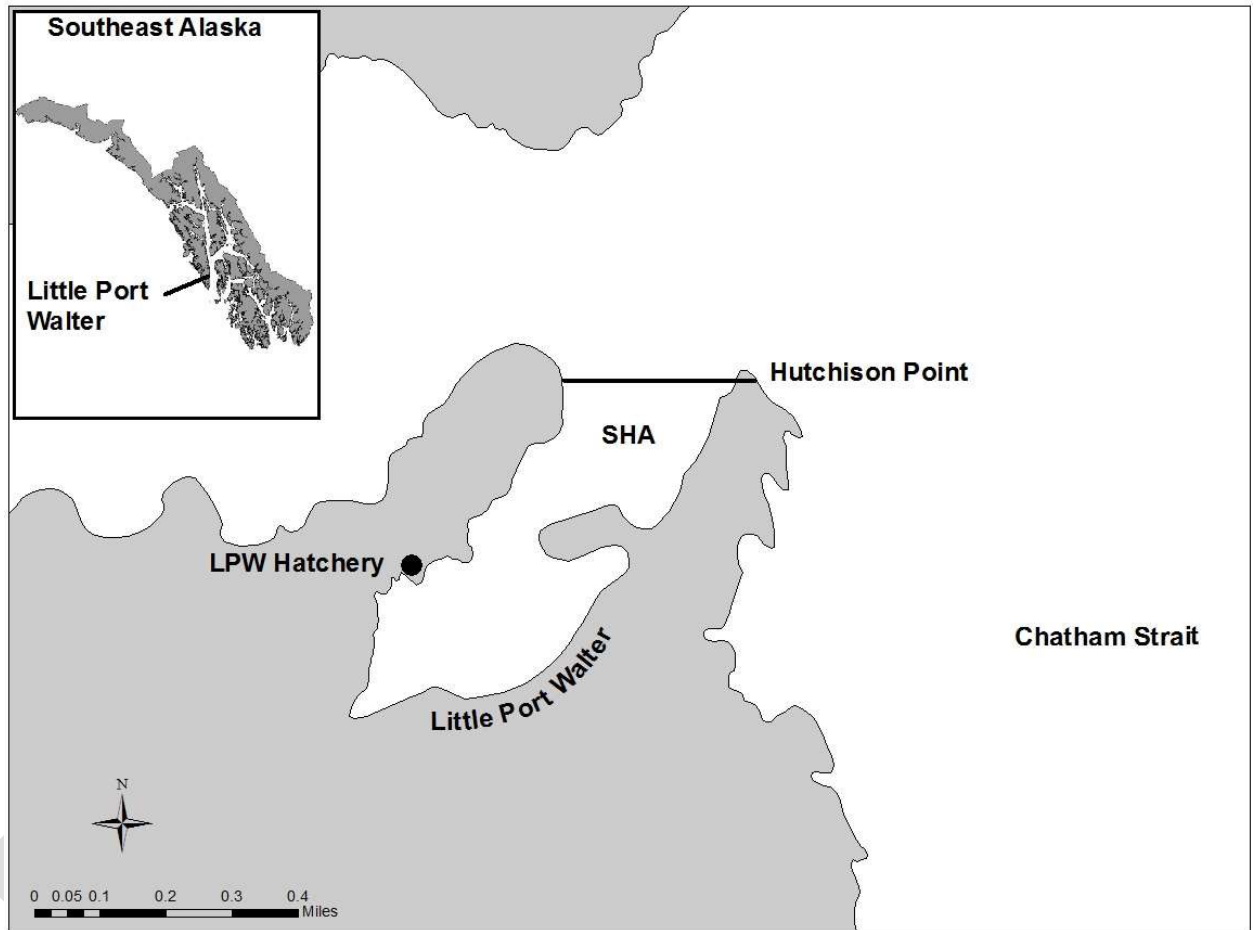 Southeast Alaska
Little Port
Walter
Hutchison Point
SHA
LPW Hatchery
Chatham Strait
Little Port Walter
N
0 0.05 0.1 0.2 0.3 0.4
Miles